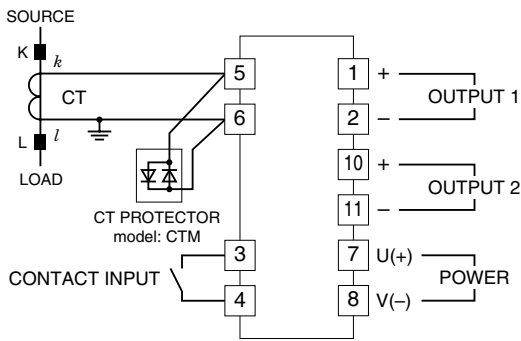 SOURCE
K
k
CT
L
l
LOAD
5
6
CT PROTECTOR
model: CTM
CONTACT INPUT
3
4
1 +
2 –
OUTPUT 1
10 +
11 –
OUTPUT 2
7 U(+)
8 V(–)
POWER